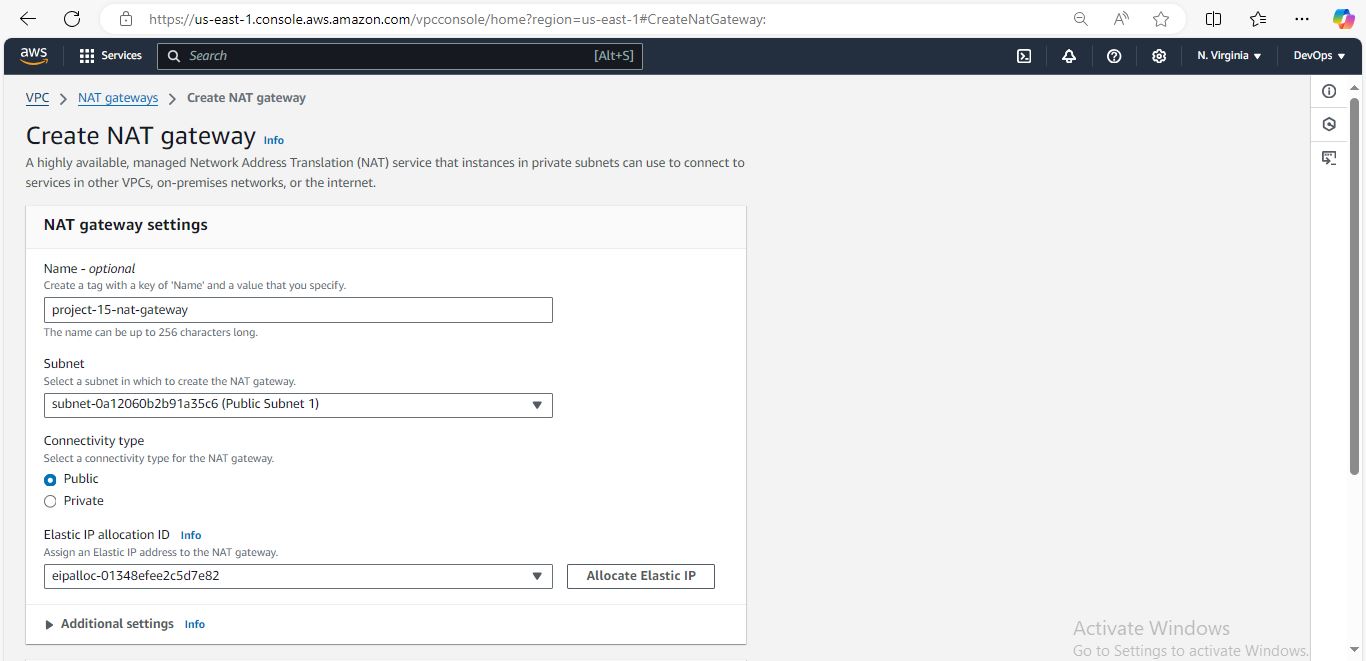 https://us-east-1.console.aws.amazon.com/vpcconsole/home?region=us-east-1#CreateNatGateway:
aws Services Search [Alt+S] N. Virginia DevOps
VPC > NAT gateways > Create NAT gateway
Create NAT gateway Info
A highly available, managed Network Address Translation (NAT) service that instances in private subnets can use to connect to
services in other VPCs, on-premises networks, or the internet.
NAT gateway settings
Name - optional
Create a tag with a key of 'Name' and a value that you specify.
project-15-nat-gateway
The name can be up to 256 characters long.
Subnet
Select a subnet in which to create the NAT gateway.
subnet-0a12060b2b91a35c6 (Public Subnet 1)
Connectivity type
Select a connectivity type for the NAT gateway.
Public
Private
Elastic IP allocation ID Info
Assign an Elastic IP address to the NAT gateway.
eipalloc-01348efee2c5d7e82 Allocate Elastic IP
Additional settings Info
Activate Windows
Go to Settings to activate Windows.